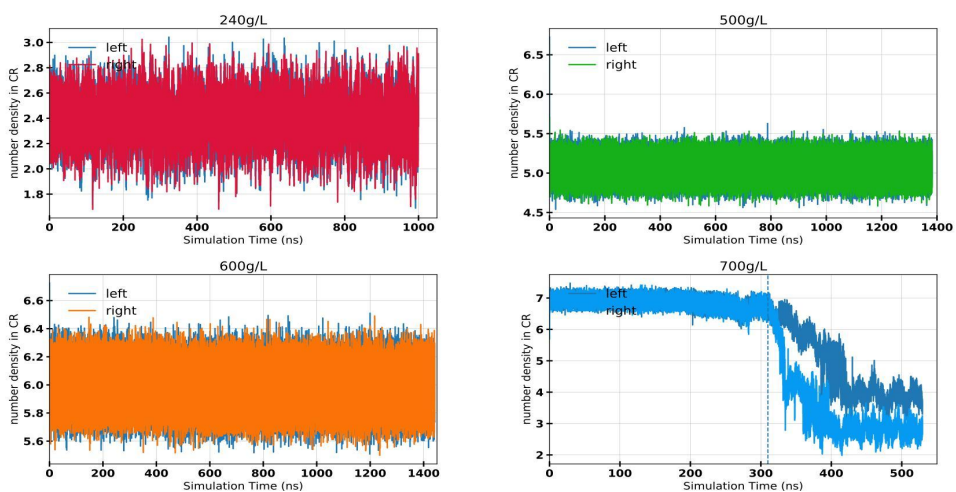 240g/L
number density in CR
3.0
2.8
2.6
2.4
2.2
2.0
1.8
left
right
0 200 400 600 800 1000
Simulation Time (ns)
500g/L
number density in CR
6.5
6.0
5.5
5.0
4.5
left
right
0 200 400 600 800 1000 1200 1400
Simulation Time (ns)
600g/L
number density in CR
6.6
6.4
6.2
6.0
5.8
5.6
left
right
0 200 400 600 800 1000 1200 1400
Simulation Time (ns)
700g/L
number density in CR
7
6
5
4
3
2
left
right
0 100 200 300 400 500
Simulation Time (ns)